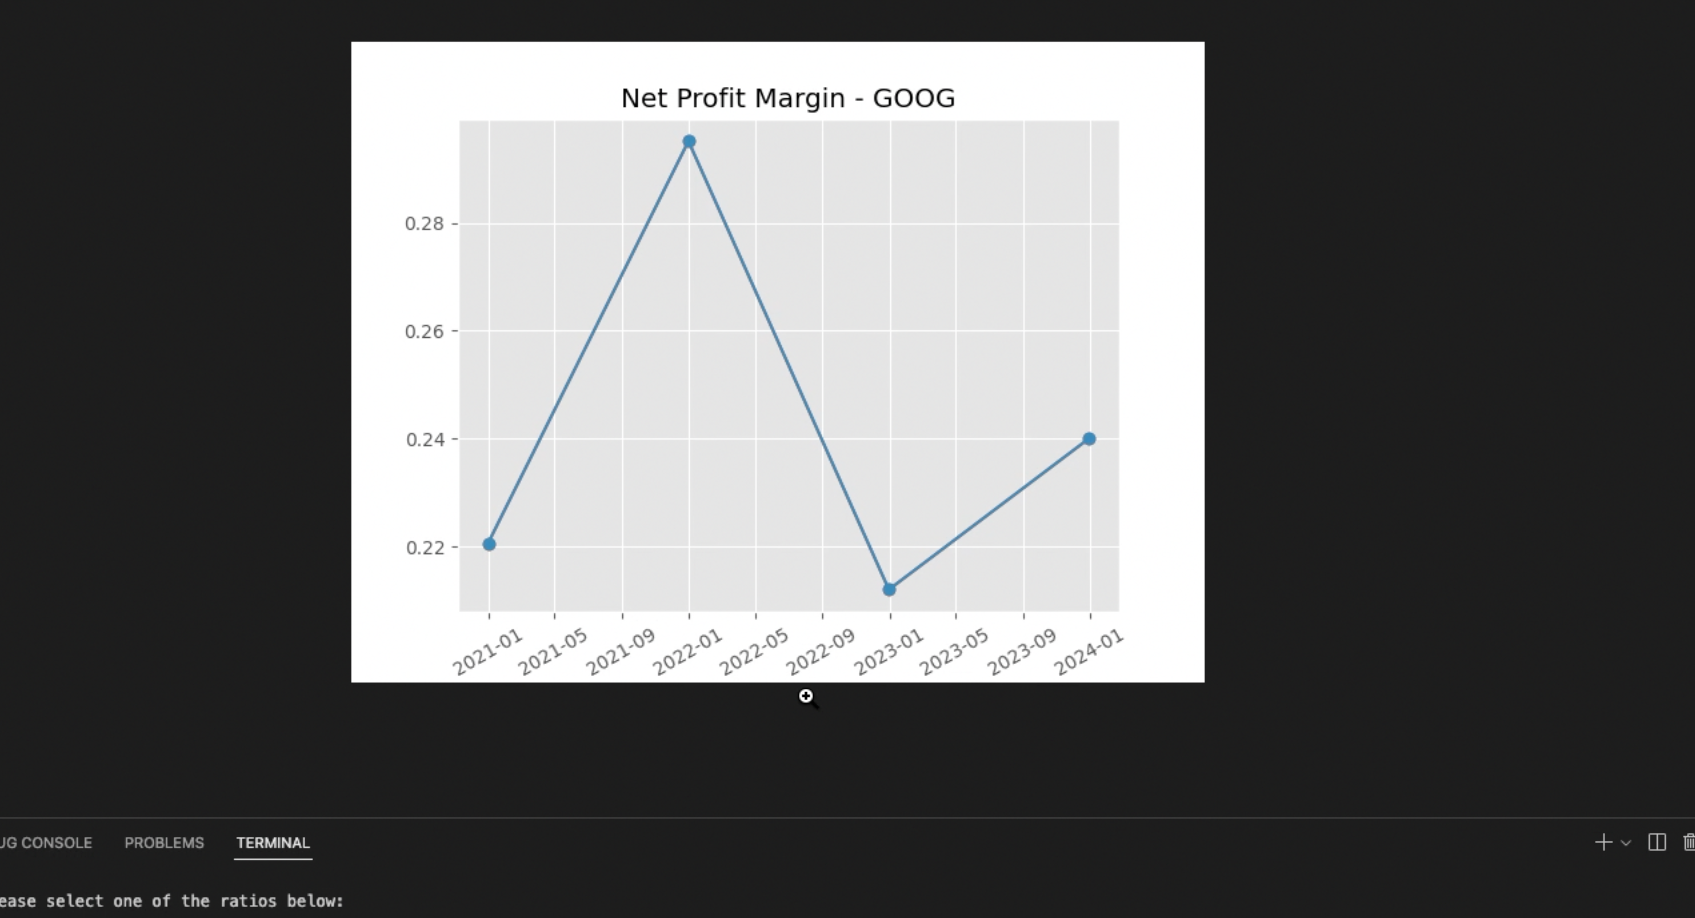 Net Profit Margin - GOOG
0.28
0.26
0.24
0.22
2021-01 2021-05 2021-09 2022-01 2022-05 2022-09 2023-01 2023-05 2023-09 2024-01
UG CONSOLE PROBLEMS TERMINAL
ease select one of the ratios below: